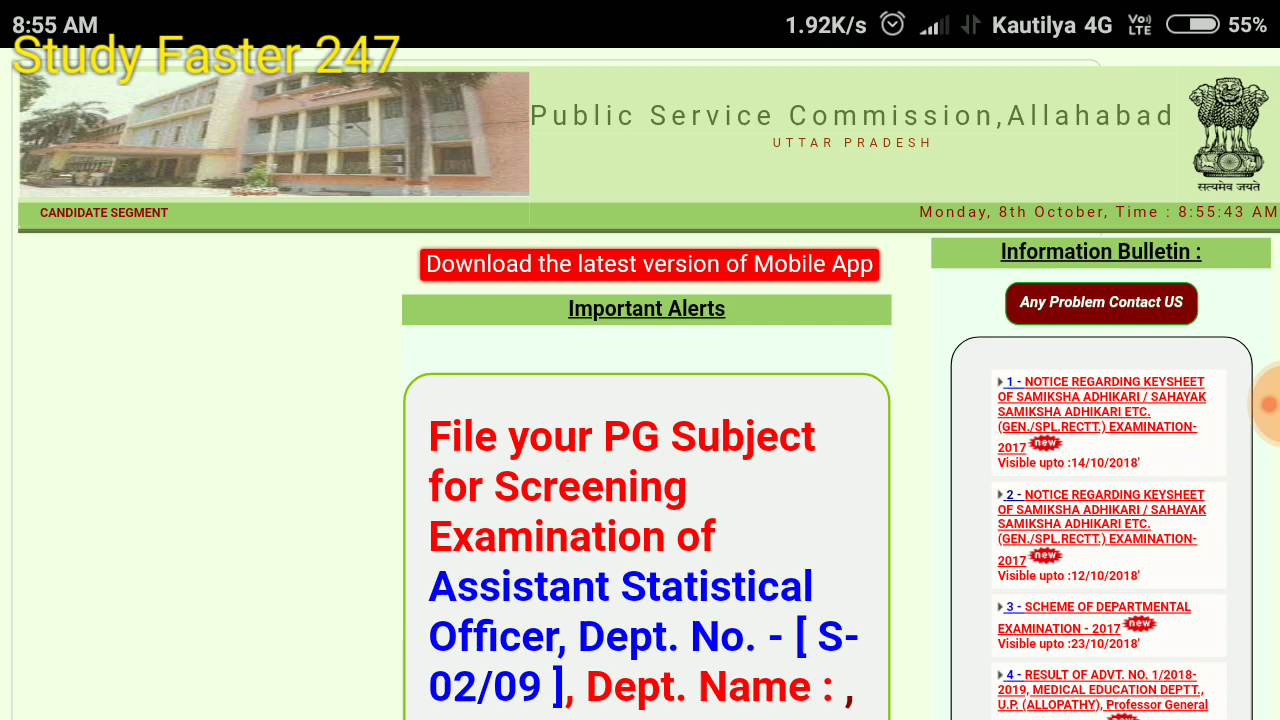 8:55 AM
1.92K/s
Kautilya 4G
Vo)) LTE
55%
Study Faster 247
Public Service Commission,Allahabad
UTTAR PRADESH
सत्यमेव जयते
CANDIDATE SEGMENT
Monday, 8th October, Time : 8:55:43 AM
Download the latest version of Mobile App
Important Alerts
File your PG Subject
for Screening
Examination of
Assistant Statistical
Officer, Dept. No. - [ S-
02/09 ], Dept. Name : ,
Information Bulletin :
Any Problem Contact US
1 - NOTICE REGARDING KEYSHEET
OF SAMIKSHA ADHIKARI / SAHAYAK
SAMIKSHA ADHIKARI ETC.
(GEN./SPL.RECTT.) EXAMINATION-
2017 new
Visible upto :14/10/2018'
2 - NOTICE REGARDING KEYSHEET
OF SAMIKSHA ADHIKARI / SAHAYAK
SAMIKSHA ADHIKARI ETC.
(GEN./SPL.RECTT.) EXAMINATION-
2017 new
Visible upto :12/10/2018'
3 - SCHEME OF DEPARTMENTAL
EXAMINATION - 2017 new
Visible upto :23/10/2018'
4 - RESULT OF ADVT. NO. 1/2018-
2019, MEDICAL EDUCATION DEPTT.,
U.P. (ALLOPATHY), Professor General
new